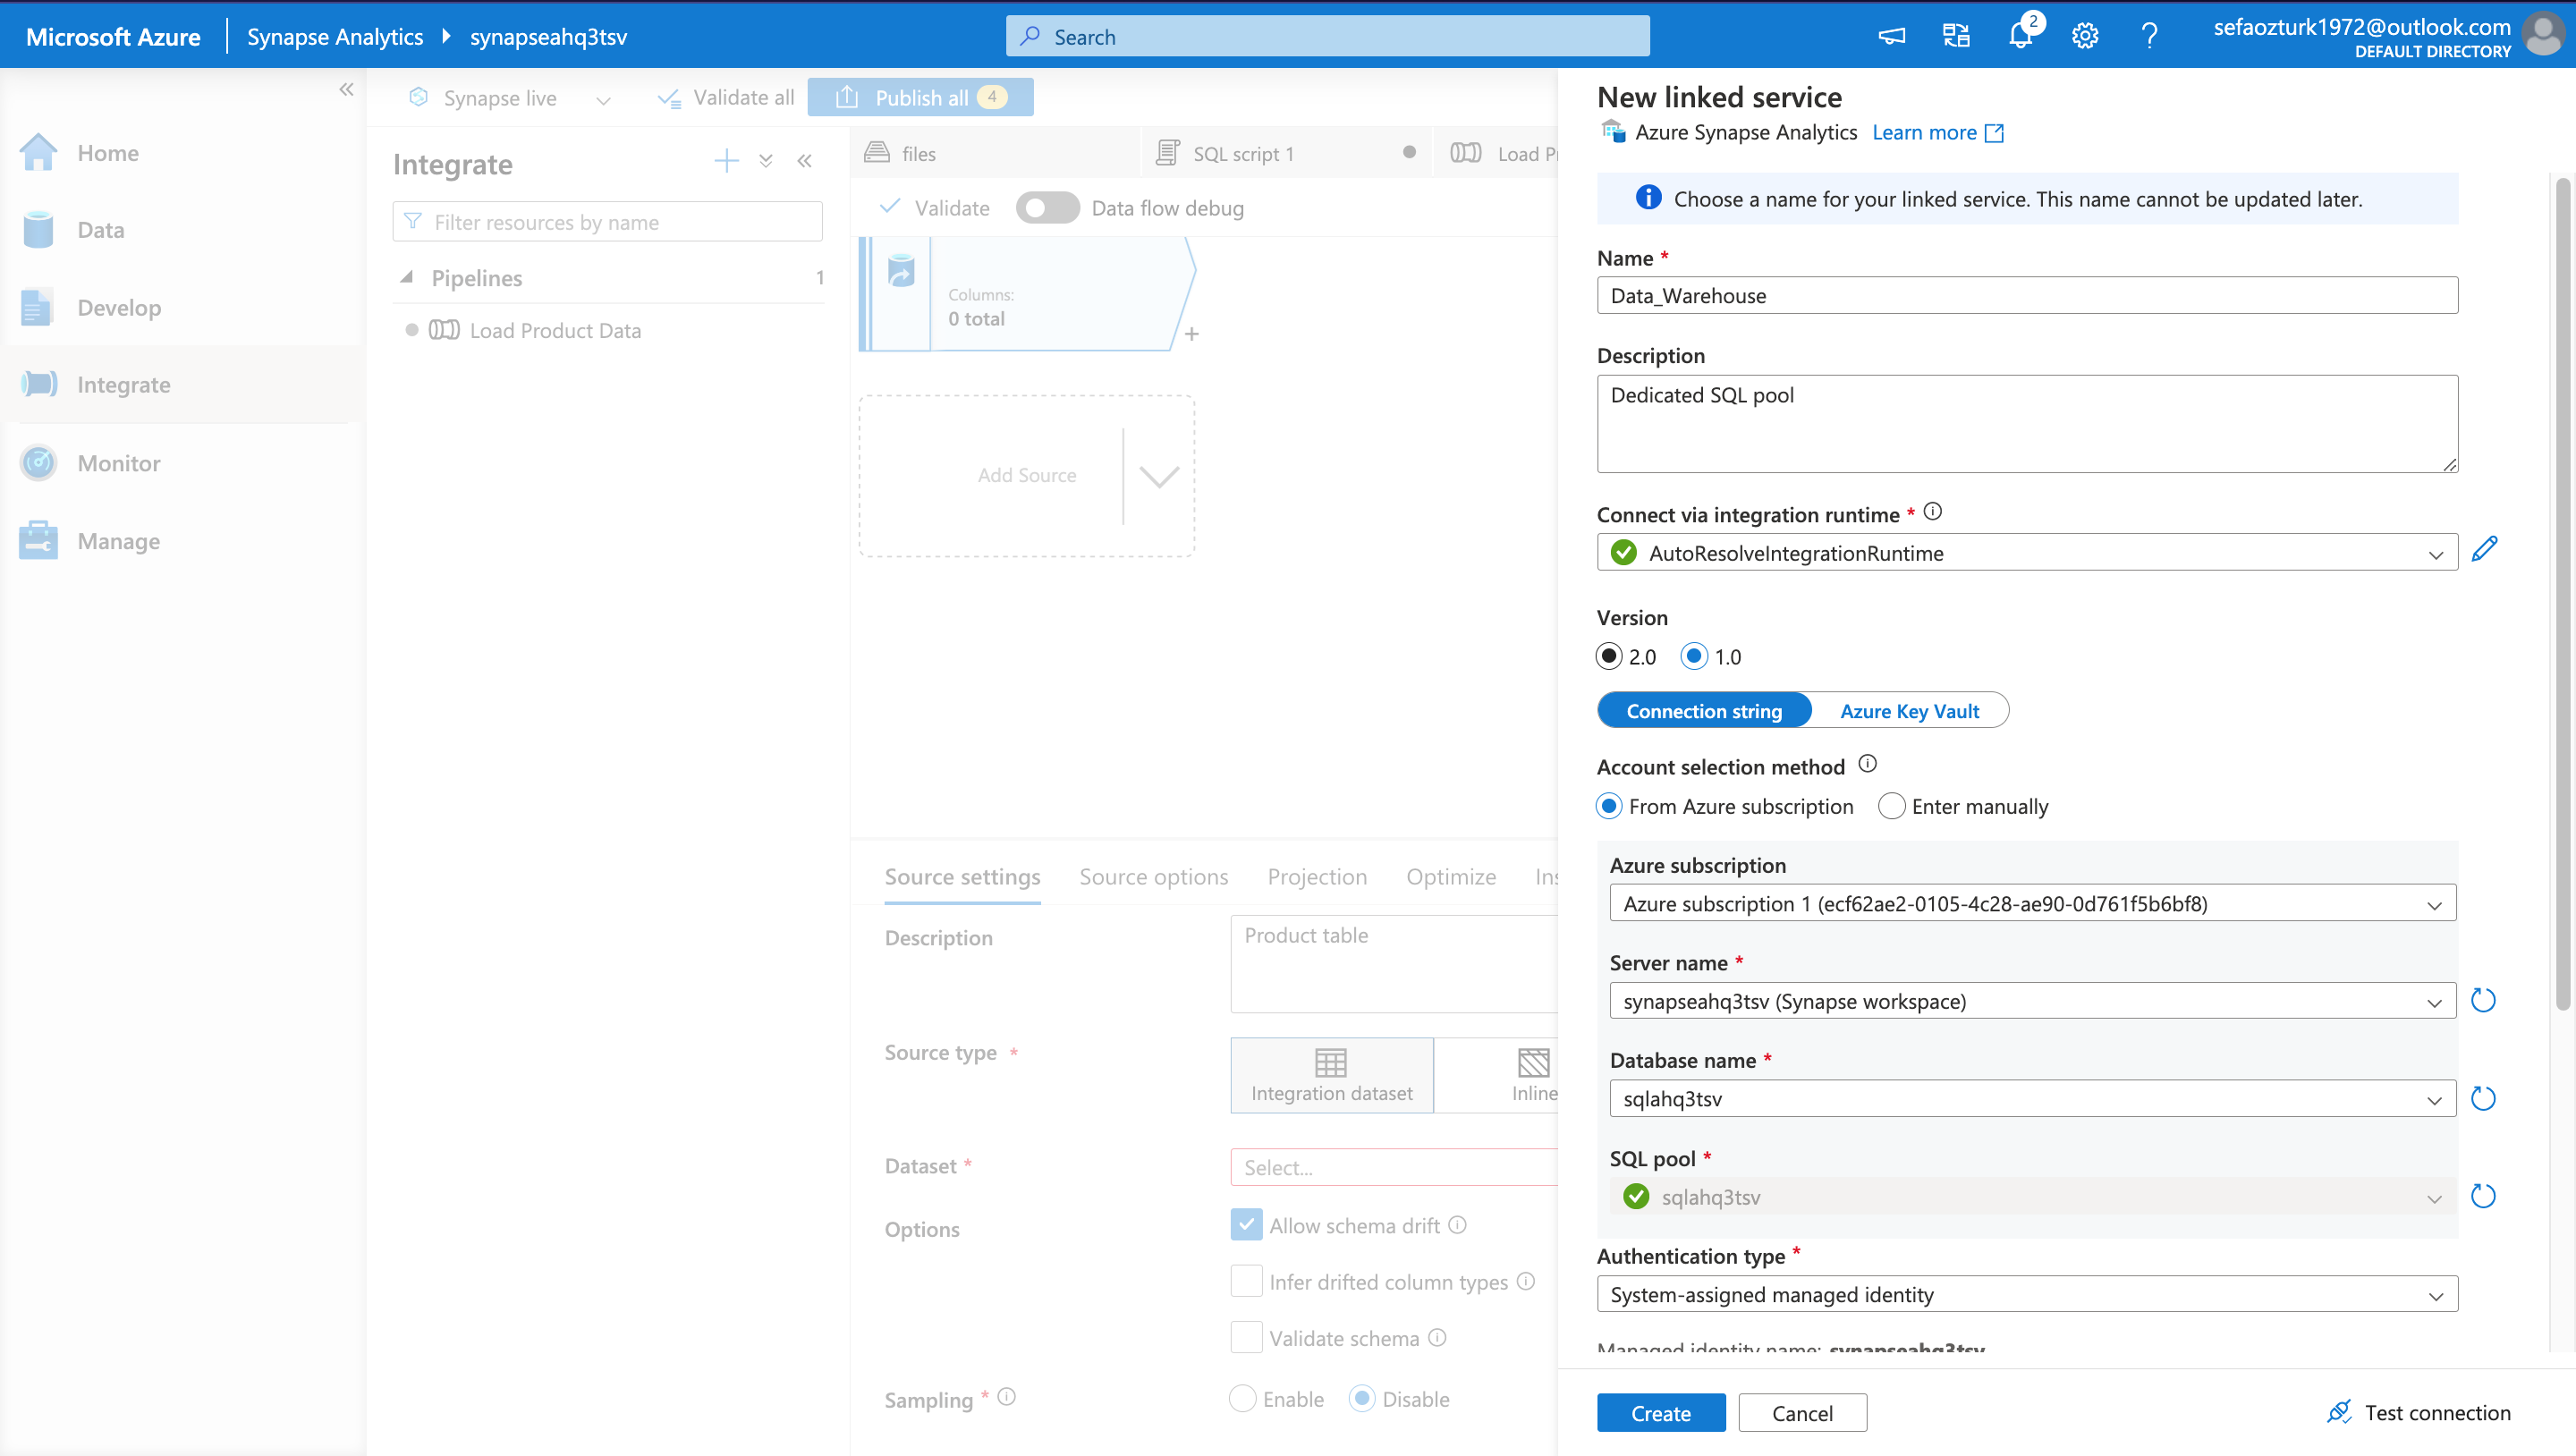 Microsoft Azure
Synapse Analytics
synapseahq3tsv
Search
2
sefaozturk1972@outlook.com
DEFAULT DIRECTORY
Home
Data
Develop
Integrate
Monitor
Manage
Synapse live
Validate all
Publish all 4
Integrate
Filter resources by name
Pipelines 1
Load Product Data
files
SQL script 1
Load Pr
Validate
Data flow debug
Columns:
0 total
+
Add Source
Source settings
Source options
Projection
Optimize
Ins
Description
Product table
Source type *
Integration dataset
Inline
Dataset *
Select...
Options
Allow schema drift
Infer drifted column types
Validate schema
Sampling *
Enable
Disable
New linked service
Azure Synapse Analytics Learn more
Choose a name for your linked service. This name cannot be updated later.
Name *
Data_Warehouse
Description
Dedicated SQL pool
Connect via integration runtime *
AutoResolveIntegrationRuntime
Version
2.0 1.0
Connection string Azure Key Vault
Account selection method
From Azure subscription Enter manually
Azure subscription
Azure subscription 1 (ecf62ae2-0105-4c28-ae90-0d761f5b6bf8)
Server name *
synapseahq3tsv (Synapse workspace)
Database name *
sqlahq3tsv
SQL pool *
sqlahq3tsv
Authentication type *
System-assigned managed identity
Managed identity name: synapseahq3tsv
Create
Cancel
Test connection